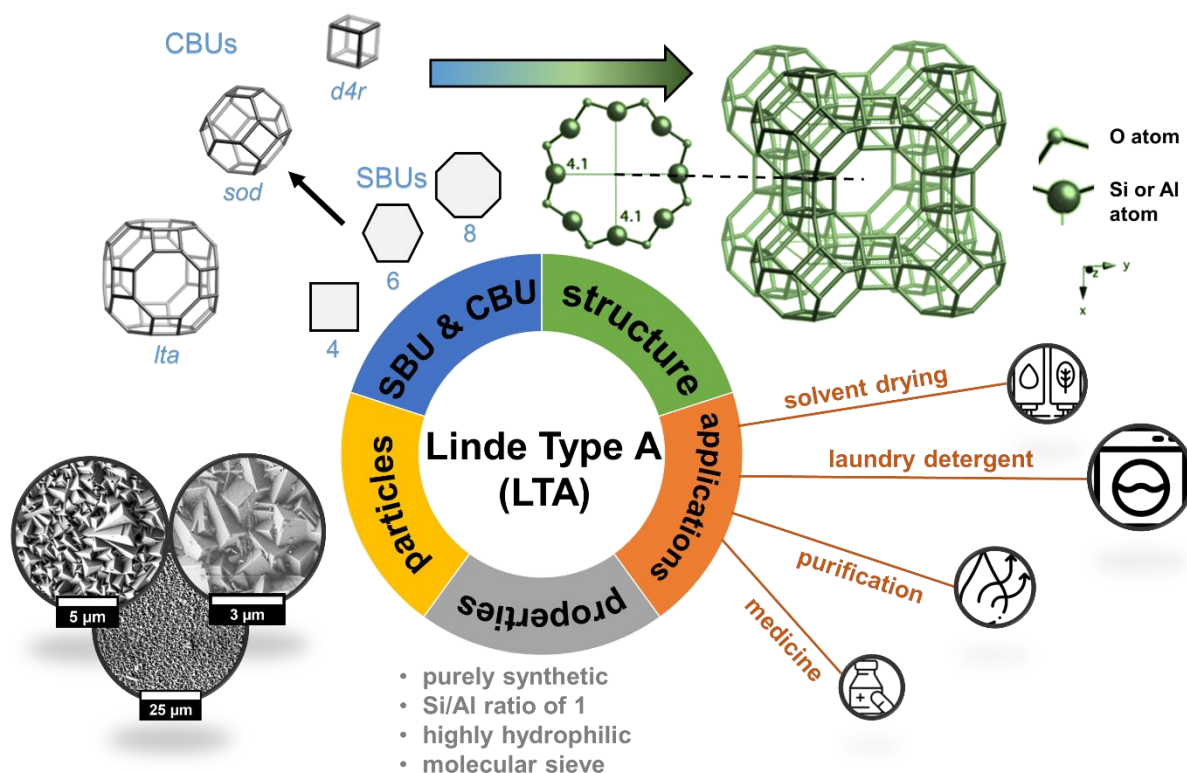 CBUs
d4r
sod
lta
SBUs
8
6
4
4.1
4.1
O atom
Si or Al
atom
z
y
x
SBU & CBU
structure
applications
properties
particles
Linde Type A
(LTA)
solvent drying
laundry detergent
purification
medicine
5 µm
3 µm
25 µm
• purely synthetic
• Si/Al ratio of 1
• highly hydrophilic
• molecular sieve